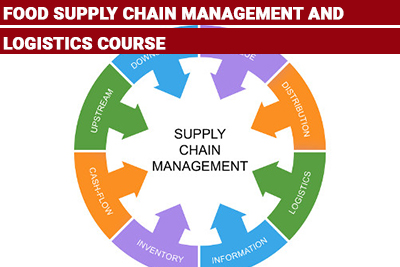 FOOD SUPPLY CHAIN MANAGEMENT AND
LOGISTICS COURSE
DISTRIBUTION
UPSTREAM
SUPPLY
CHAIN
MANAGEMENT
LOGISTICS
CASH-FLOW
INVENTORY
INFORMATION